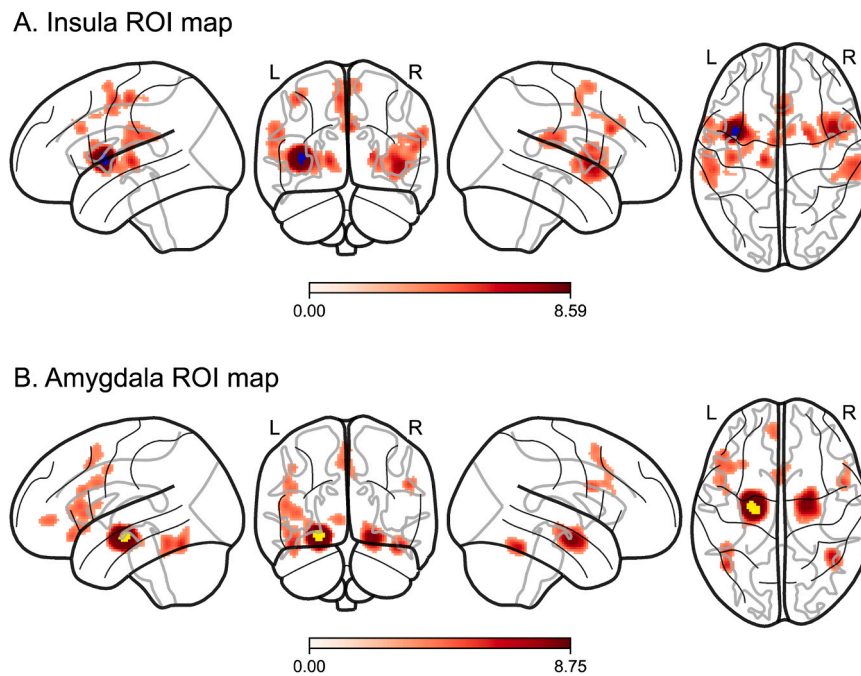 A. Insula ROI map
L
R
0.00
8.59
B. Amygdala ROI map
L
R
0.00
8.75